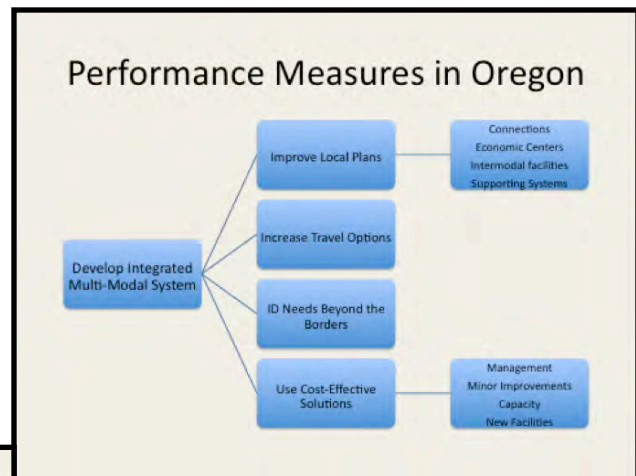 Performance Measures in Oregon
Develop Integrated
Multi-Modal System
Improve Local Plans
Connections
Economic Centers
Intermodal facilities
Supporting Systems
Increase Travel Options
ID Needs Beyond the
Borders
Use Cost-Effective
Solutions
Management
Minor Improvements
Capacity
New Facilities